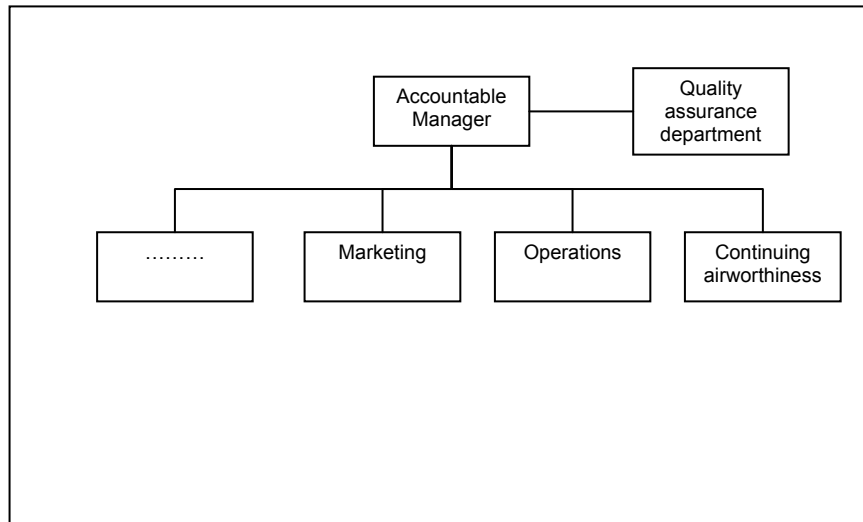 Accountable
Manager
Quality
assurance
department
………
Marketing
Operations
Continuing
airworthiness